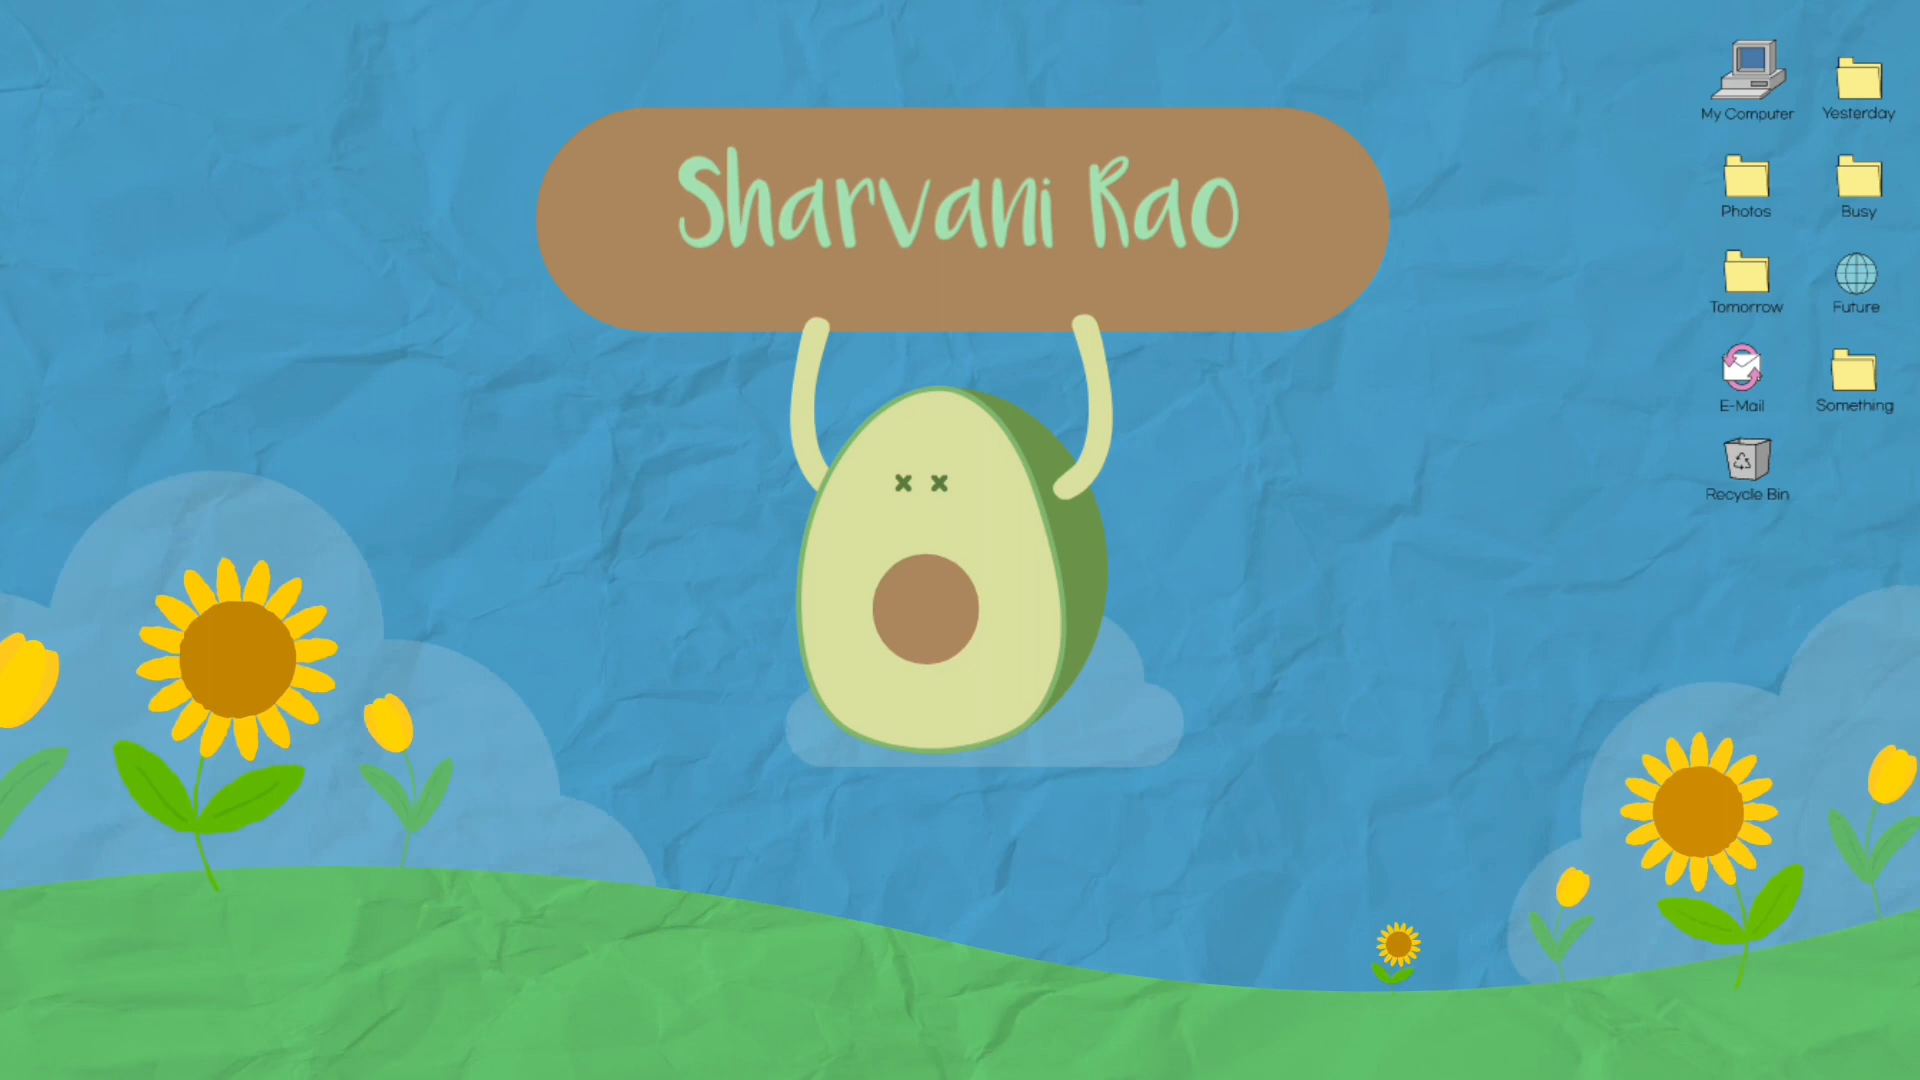 Sharvani Rao
My Computer
Yesterday
Photos
Busy
Tomorrow
Future
E-Mail
Something
Recycle Bin